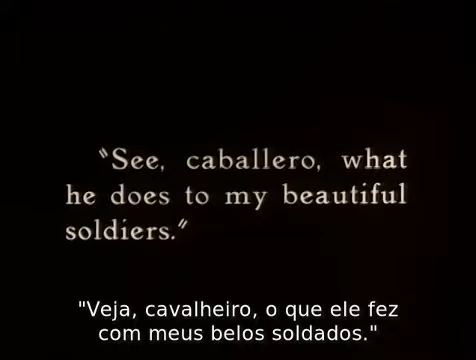 "See, caballero, what
he does to my beautiful
soldiers."
"Veja, cavalheiro, o que ele fez
com meus belos soldados."